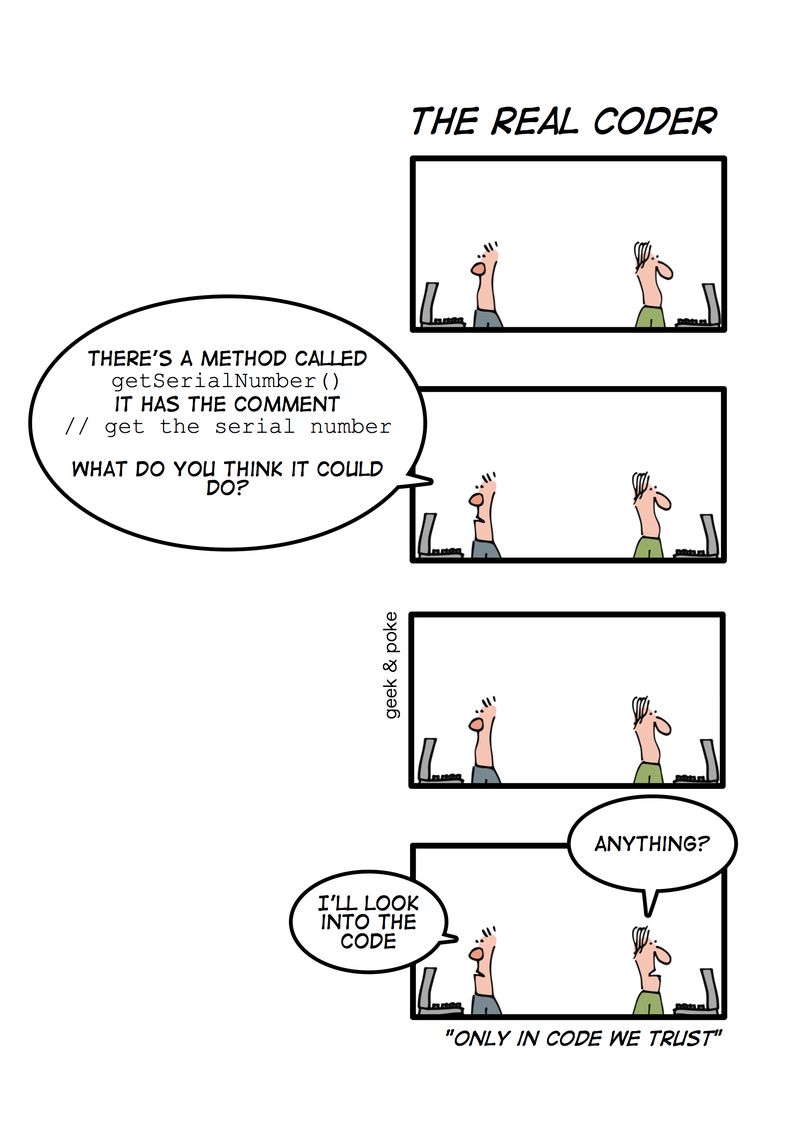 THE REAL CODER
THERE'S A METHOD CALLED
getSerialNumber()
IT HAS THE COMMENT
// get the serial number
WHAT DO YOU THINK IT COULD
DO?
geek & poke
ANYTHING?
I'LL LOOK
INTO THE
CODE
"ONLY IN CODE WE TRUST"